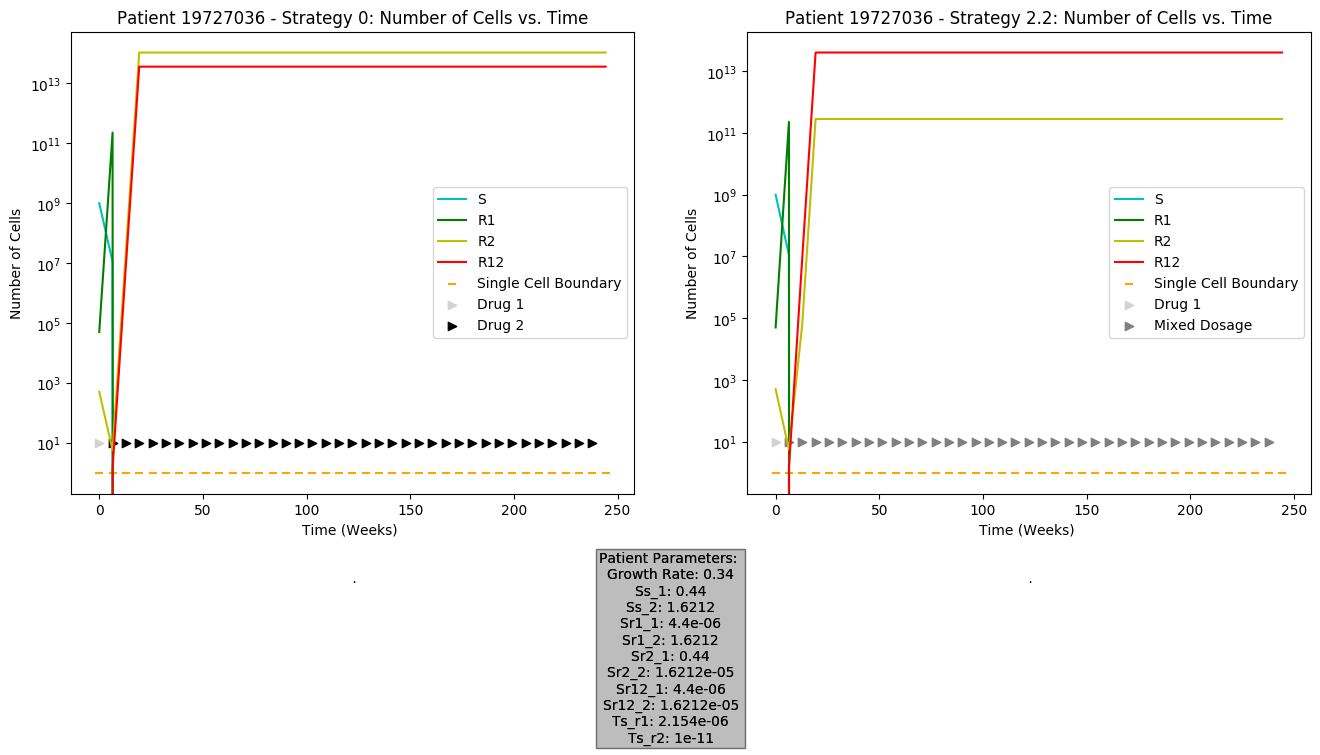 Patient 19727036 - Strategy 0: Number of Cells vs. Time
Number of Cells
10^13
10^11
10^9
10^7
10^5
10^3
10^1
S
R1
R2
R12
Single Cell Boundary
Drug 1
Drug 2
0 50 100 150 200 250
Time (Weeks)
.
Patient 19727036 - Strategy 2.2: Number of Cells vs. Time
Number of Cells
10^13
10^11
10^9
10^7
10^5
10^3
10^1
S
R1
R2
R12
Single Cell Boundary
Drug 1
Mixed Dosage
0 50 100 150 200 250
Time (Weeks)
.
Patient Parameters:
Growth Rate: 0.34
Ss_1: 0.44
Ss_2: 1.6212
Sr1_1: 4.4e-06
Sr1_2: 1.6212
Sr2_1: 0.44
Sr2_2: 1.6212e-05
Sr12_1: 4.4e-06
Sr12_2: 1.6212e-05
Ts_r1: 2.154e-06
Ts_r2: 1e-11